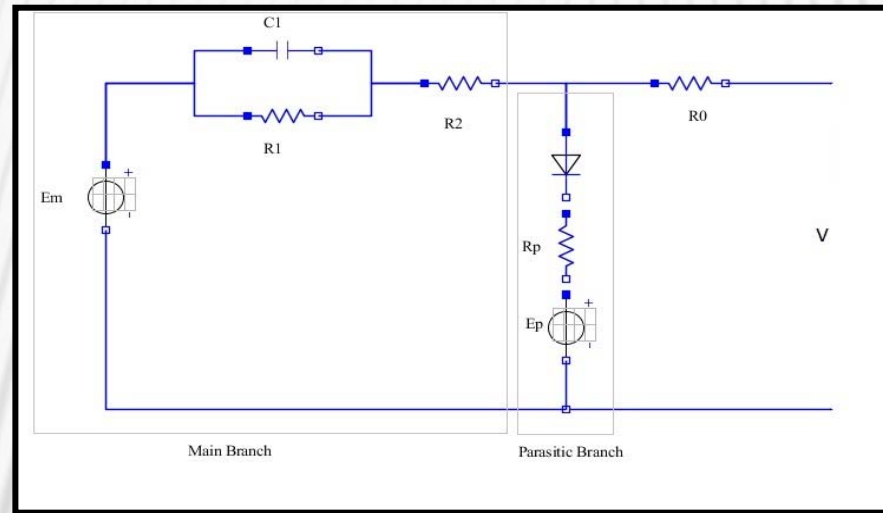 C1
R1
R2
R0
Em
+
-
Rp
V
+
Ep
-
Main Branch
Parasitic Branch